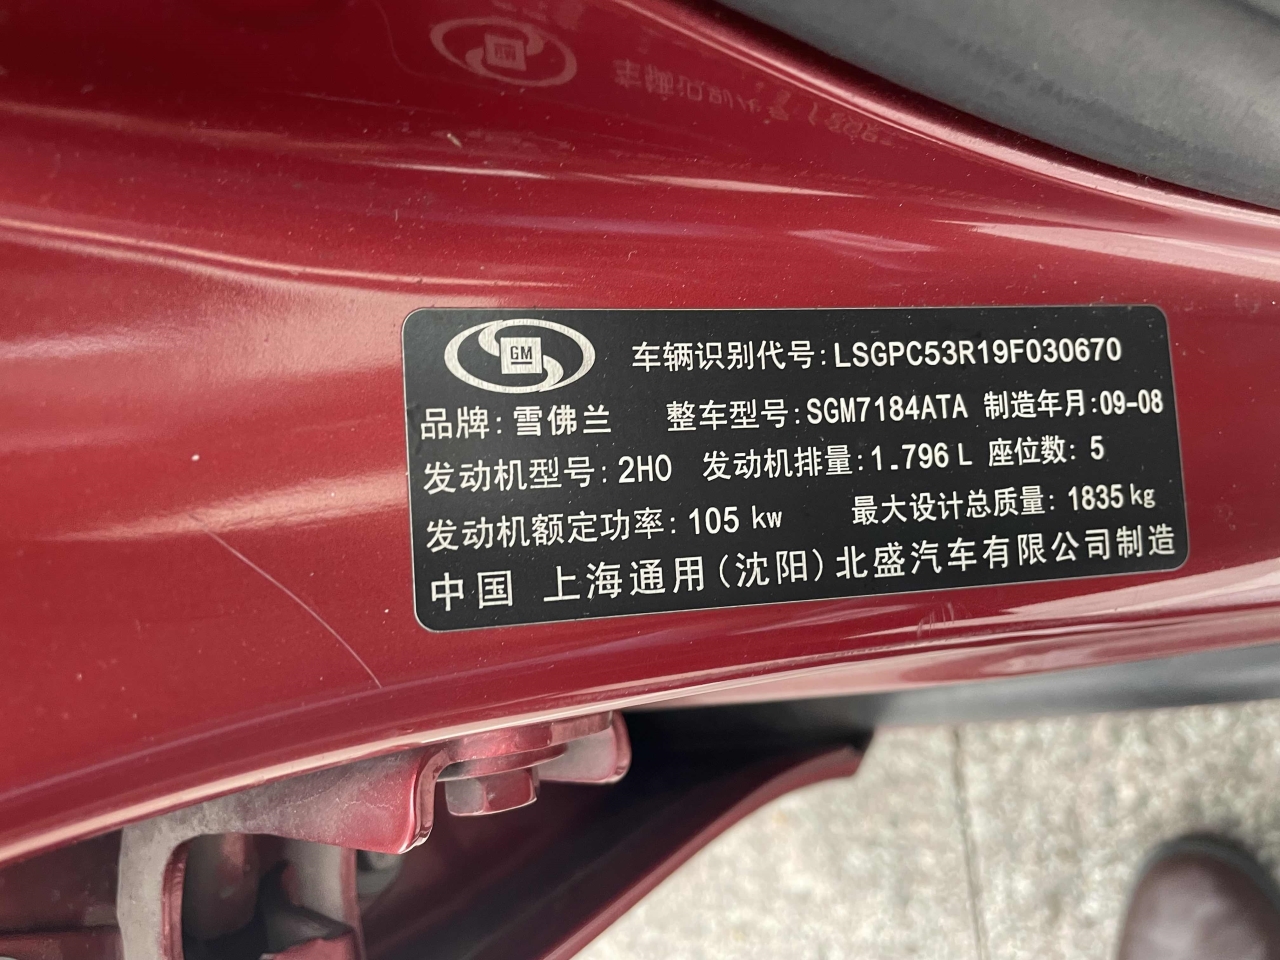 GM
车辆识别代号:LSGPC53R19F030670
品牌:雪佛兰 整车型号:SGM7184ATA 制造年月:09-08
发动机型号:2H0 发动机排量:1.796 L 座位数:5
发动机额定功率:105 kw 最大设计总质量:1835 kg
中国 上海通用(沈阳)北盛汽车有限公司制造